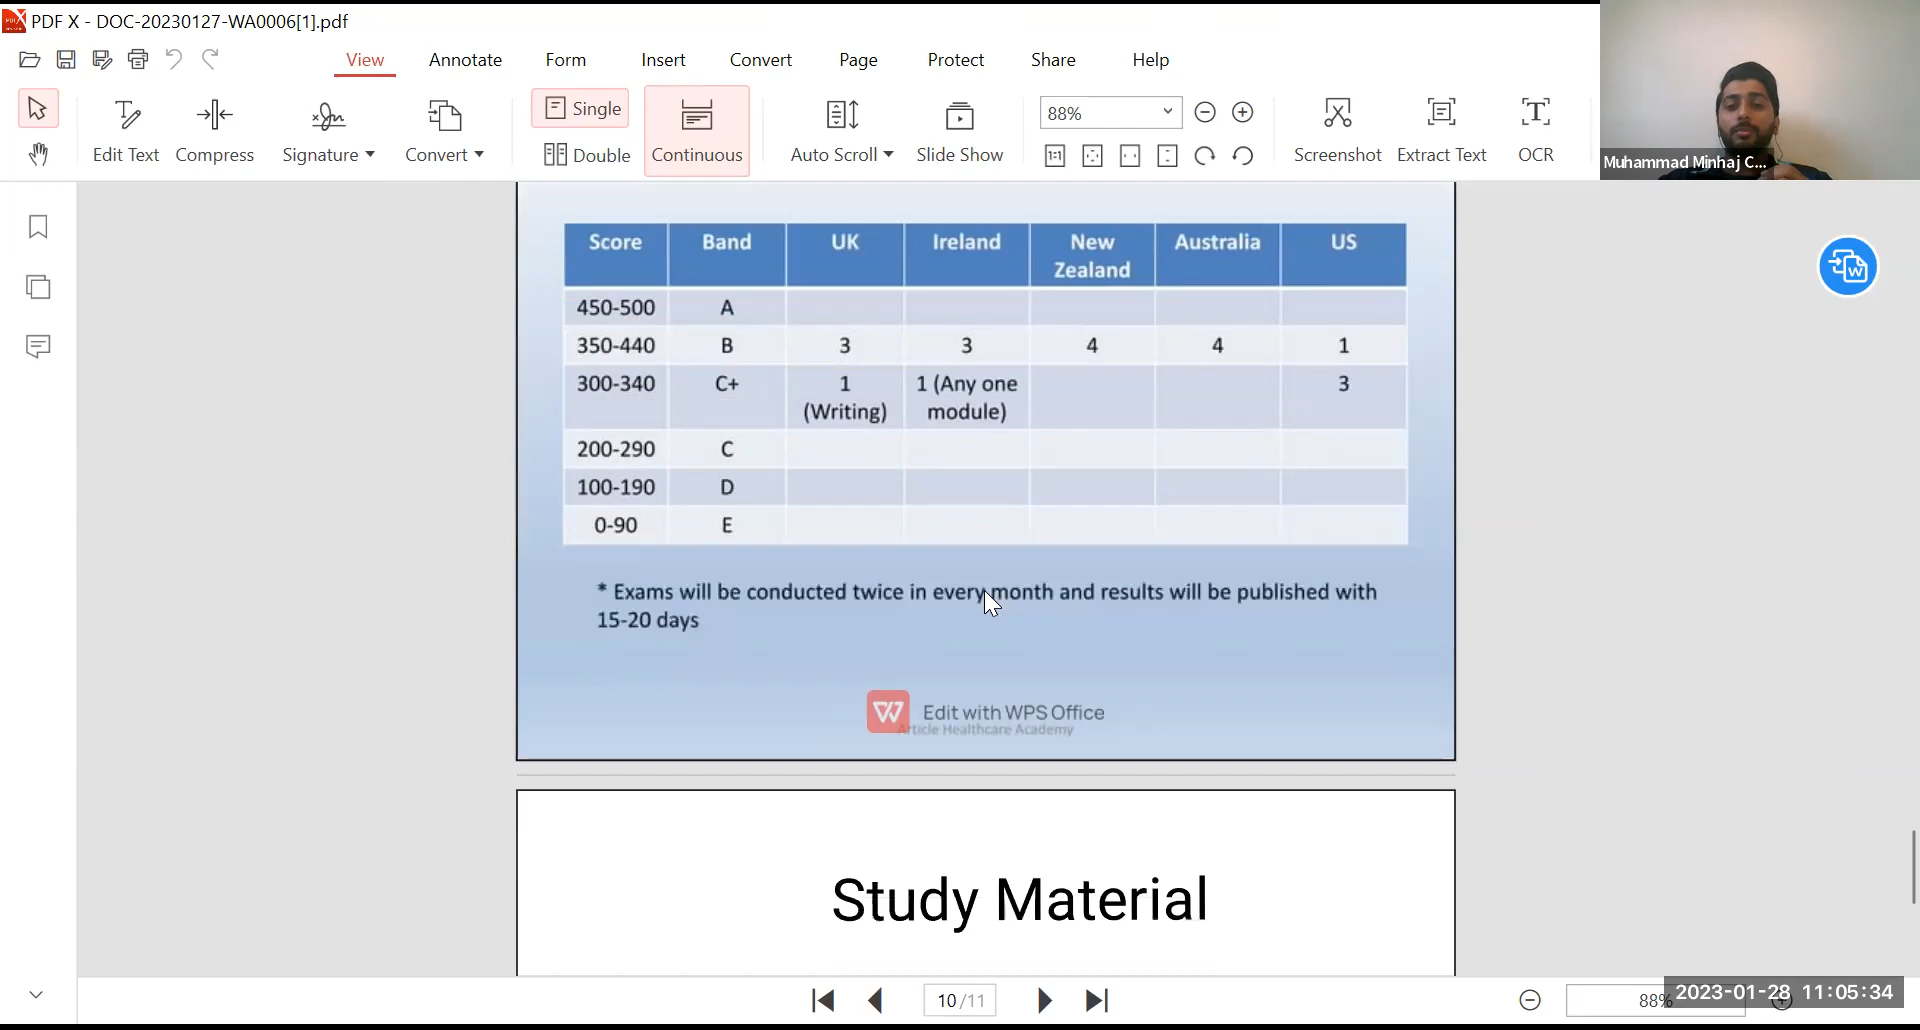 PDF X - DOC-20230127-WA0006[1].pdf
View Annotate Form Insert Convert Page Protect Share Help
Edit Text Compress Signature Convert Single Double Continuous Auto Scroll Slide Show 88% Screenshot Extract Text OCR
Muhammad Minhaj C...
Score Band UK Ireland New Zealand Australia US
450-500 A
350-440 B 3 3 4 4 1
300-340 C+ 1 (Writing) 1 (Any one module) 3
200-290 C
100-190 D
0-90 E
* Exams will be conducted twice in every month and results will be published with
15-20 days
Edit with WPS Office
Article Healthcare Academy
Study Material
10 /11
88%
2023-01-28 11:05:34